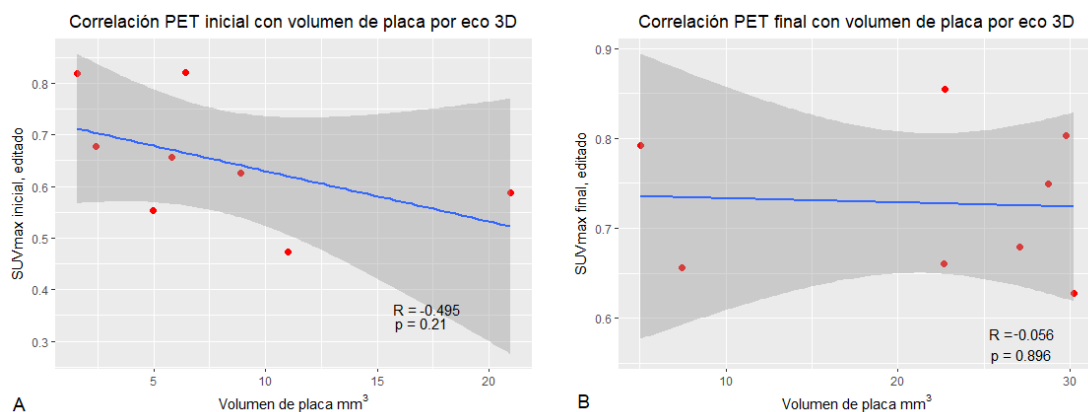 Correlación PET inicial con volumen de placa por eco 3D
SUVmax inicial, editado
0.8
0.7
0.6
0.5
0.4
0.3
R = -0.495
p = 0.21
5
10
15
20
Volumen de placa mm³
A
Correlación PET final con volumen de placa por eco 3D
SUVmax final, editado
0.9
0.8
0.7
0.6
R = -0.056
p = 0.896
10
20
30
Volumen de placa mm³
B